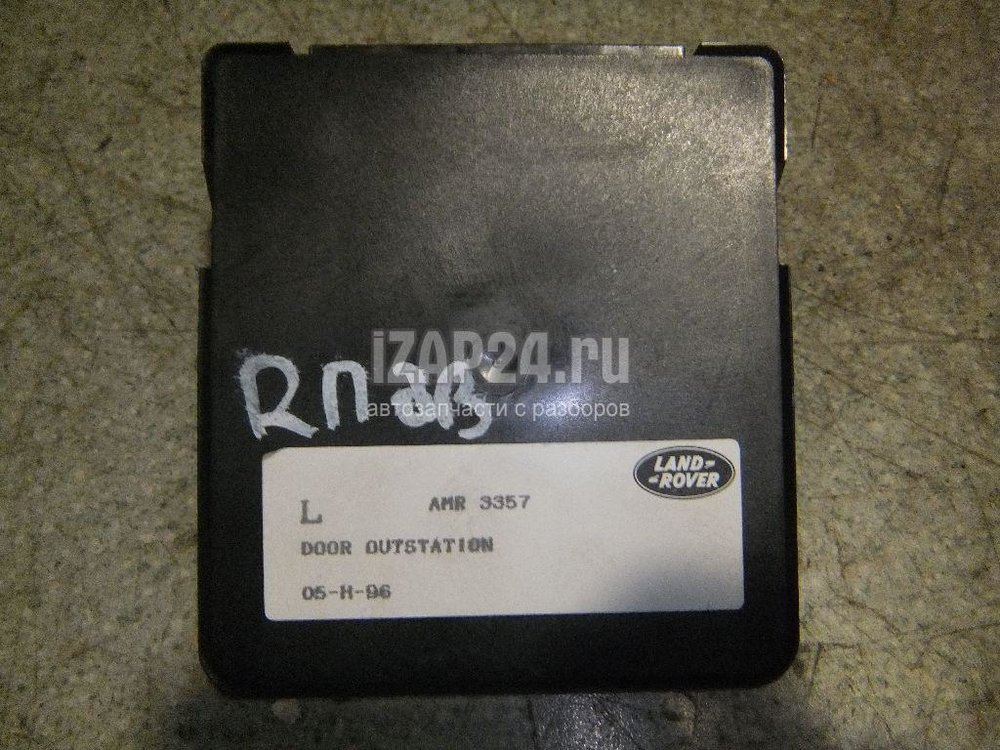 iZAP24.ru
автозапчасти с разборов
LAND-
-ROVER
L AMR 3357
DOOR OUTSTATION
05-H-96